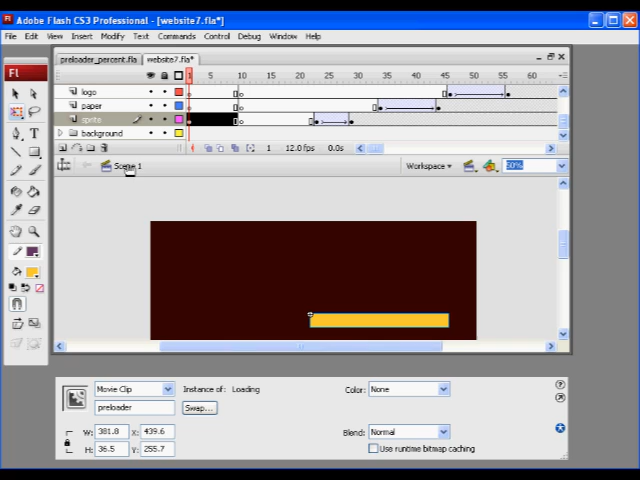 Adobe Flash CS3 Professional - [website7.fla*]
File Edit View Insert Modify Text Commands Control Debug Window Help
preloader_percent.fla website7.fla*
1 5 10 15 20 25 30 35 40 45 50 55 60
logo
paper
sprite
background
1 12.0 fps 0.0s
Scene 1 Workspace 50%
Fl
T
Movie Clip Instance of: Loading Color: None
preloader Swap...
W: 381.8 X: 439.6 Blend: Normal
H: 36.5 Y: 255.7 Use runtime bitmap caching